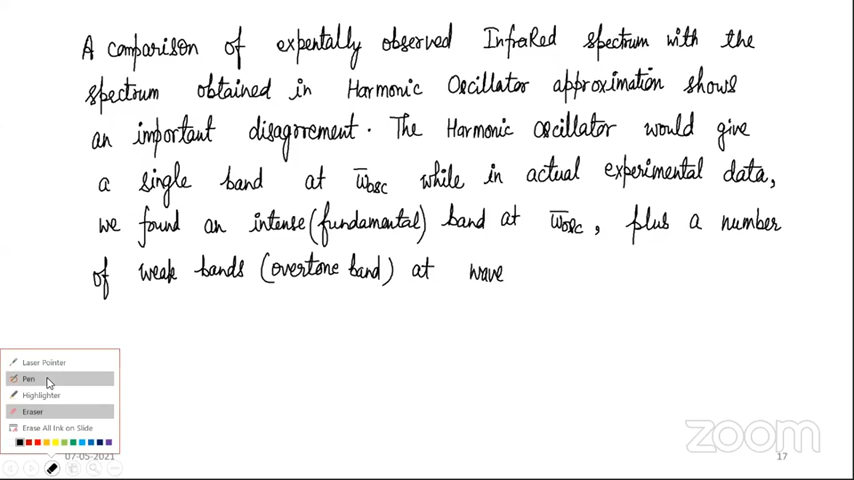 A comparison of expentally observed InfraRed spectrum with the
spectrum obtained in Harmonic Oscillator approximation shows
an important disagorement. The Harmonic oscillator would give
a single band at ω̅osc while in actual experimental data,
we found an intense (fundamental) band at ω̅osc, plus a number
of weak bands (overtone band) at wave
Laser Pointer
Pen
Highlighter
Eraser
Erase All Ink on Slide
07-05-2021
17
zoom